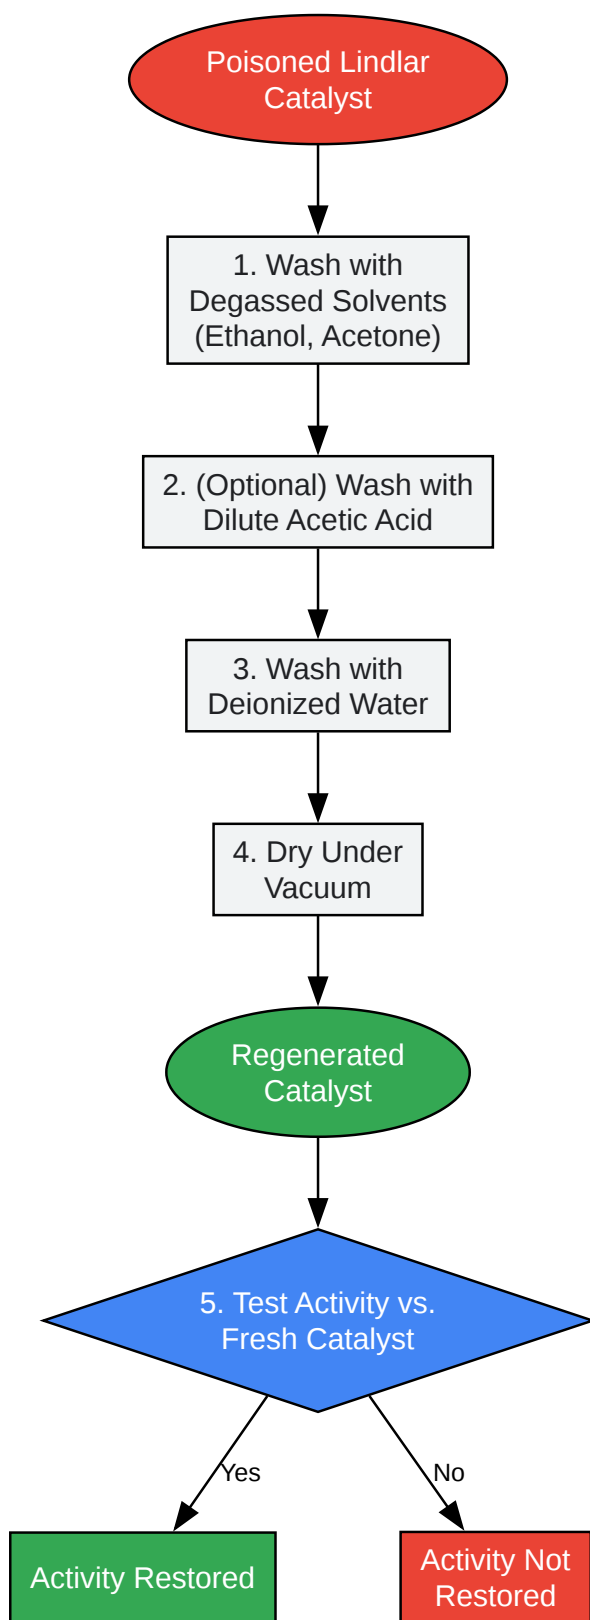 Poisoned Lindlar
Catalyst
1. Wash with
Degassed Solvents
(Ethanol, Acetone)
2. (Optional) Wash with
Dilute Acetic Acid
3. Wash with
Deionized Water
4. Dry Under
Vacuum
Regenerated
Catalyst
5. Test Activity vs.
Fresh Catalyst
Yes
No
Activity Restored
Activity Not
Restored